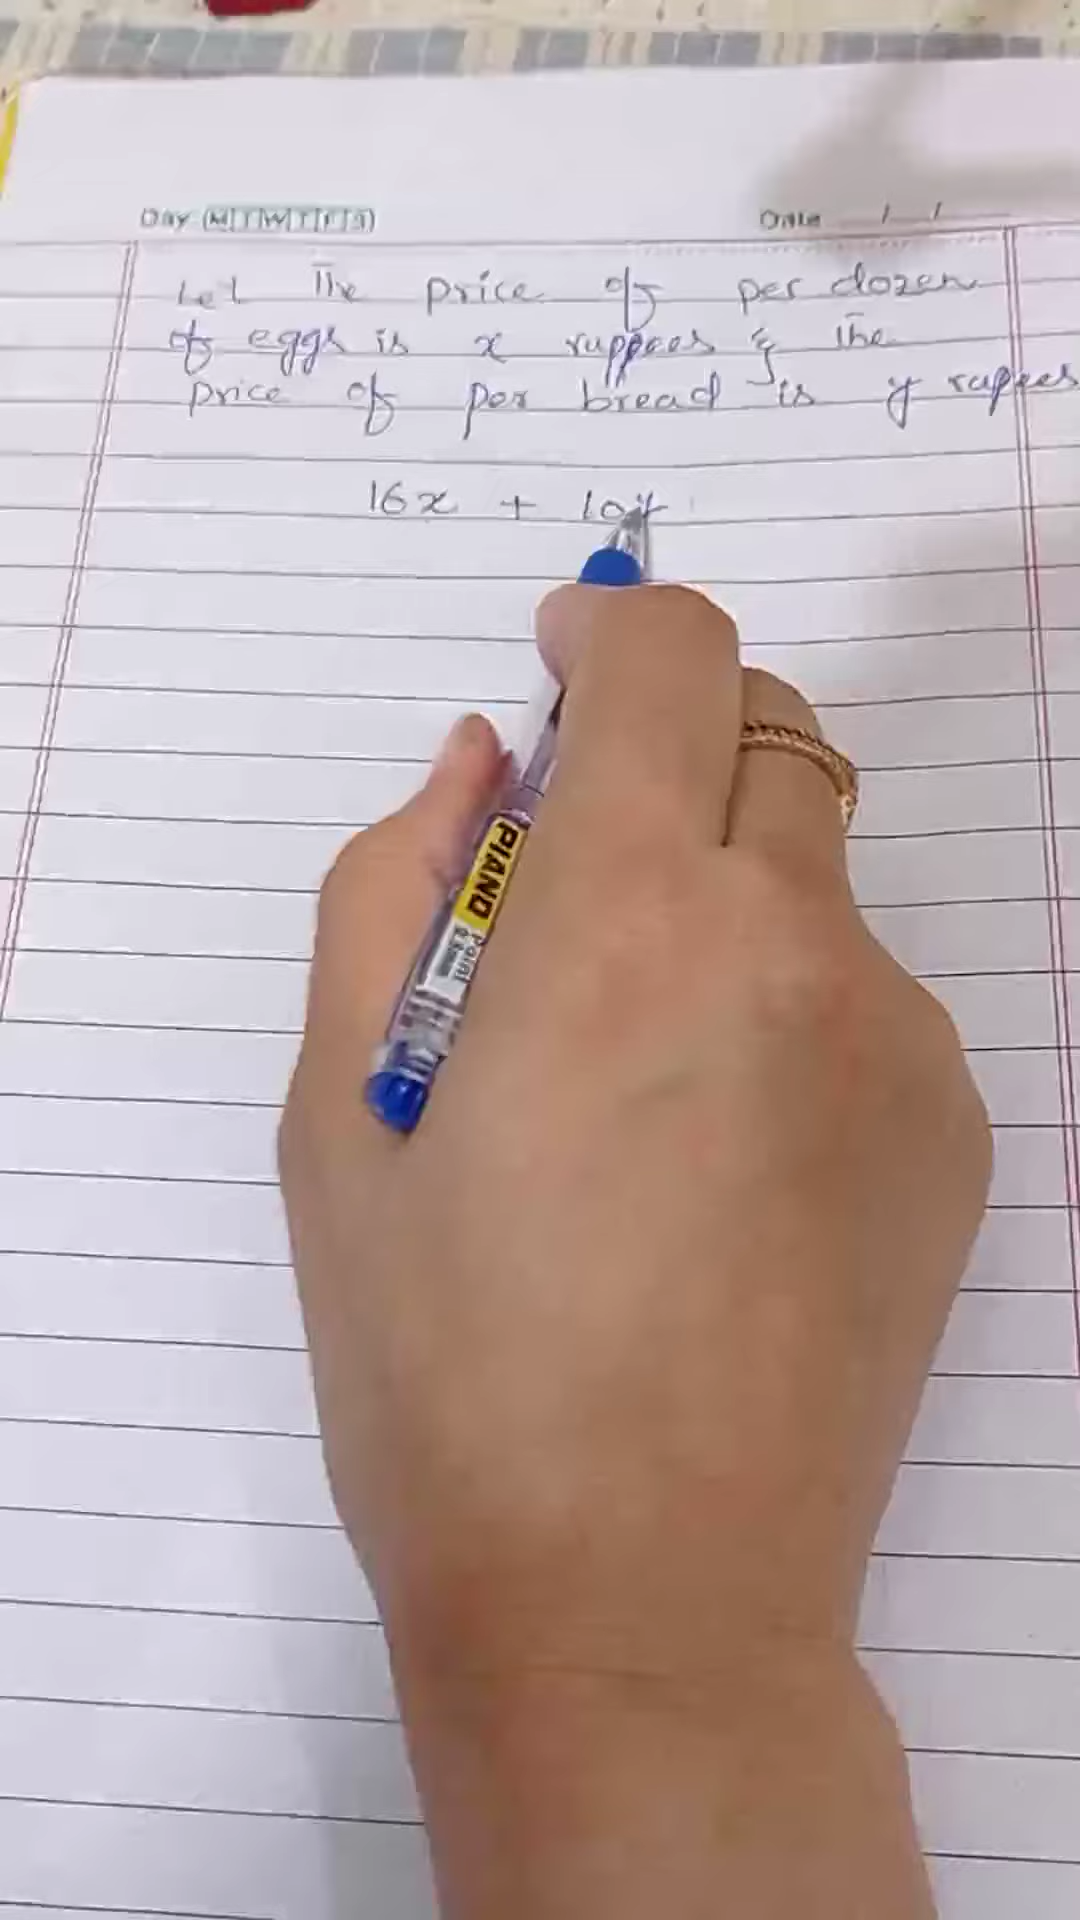 Day (M|T|W|T|F|S)
Date / /
Let The price of per dozen
of eggs is x ruppees & the
price of per bread is y rupees
16x + 10y
PIANO
Point